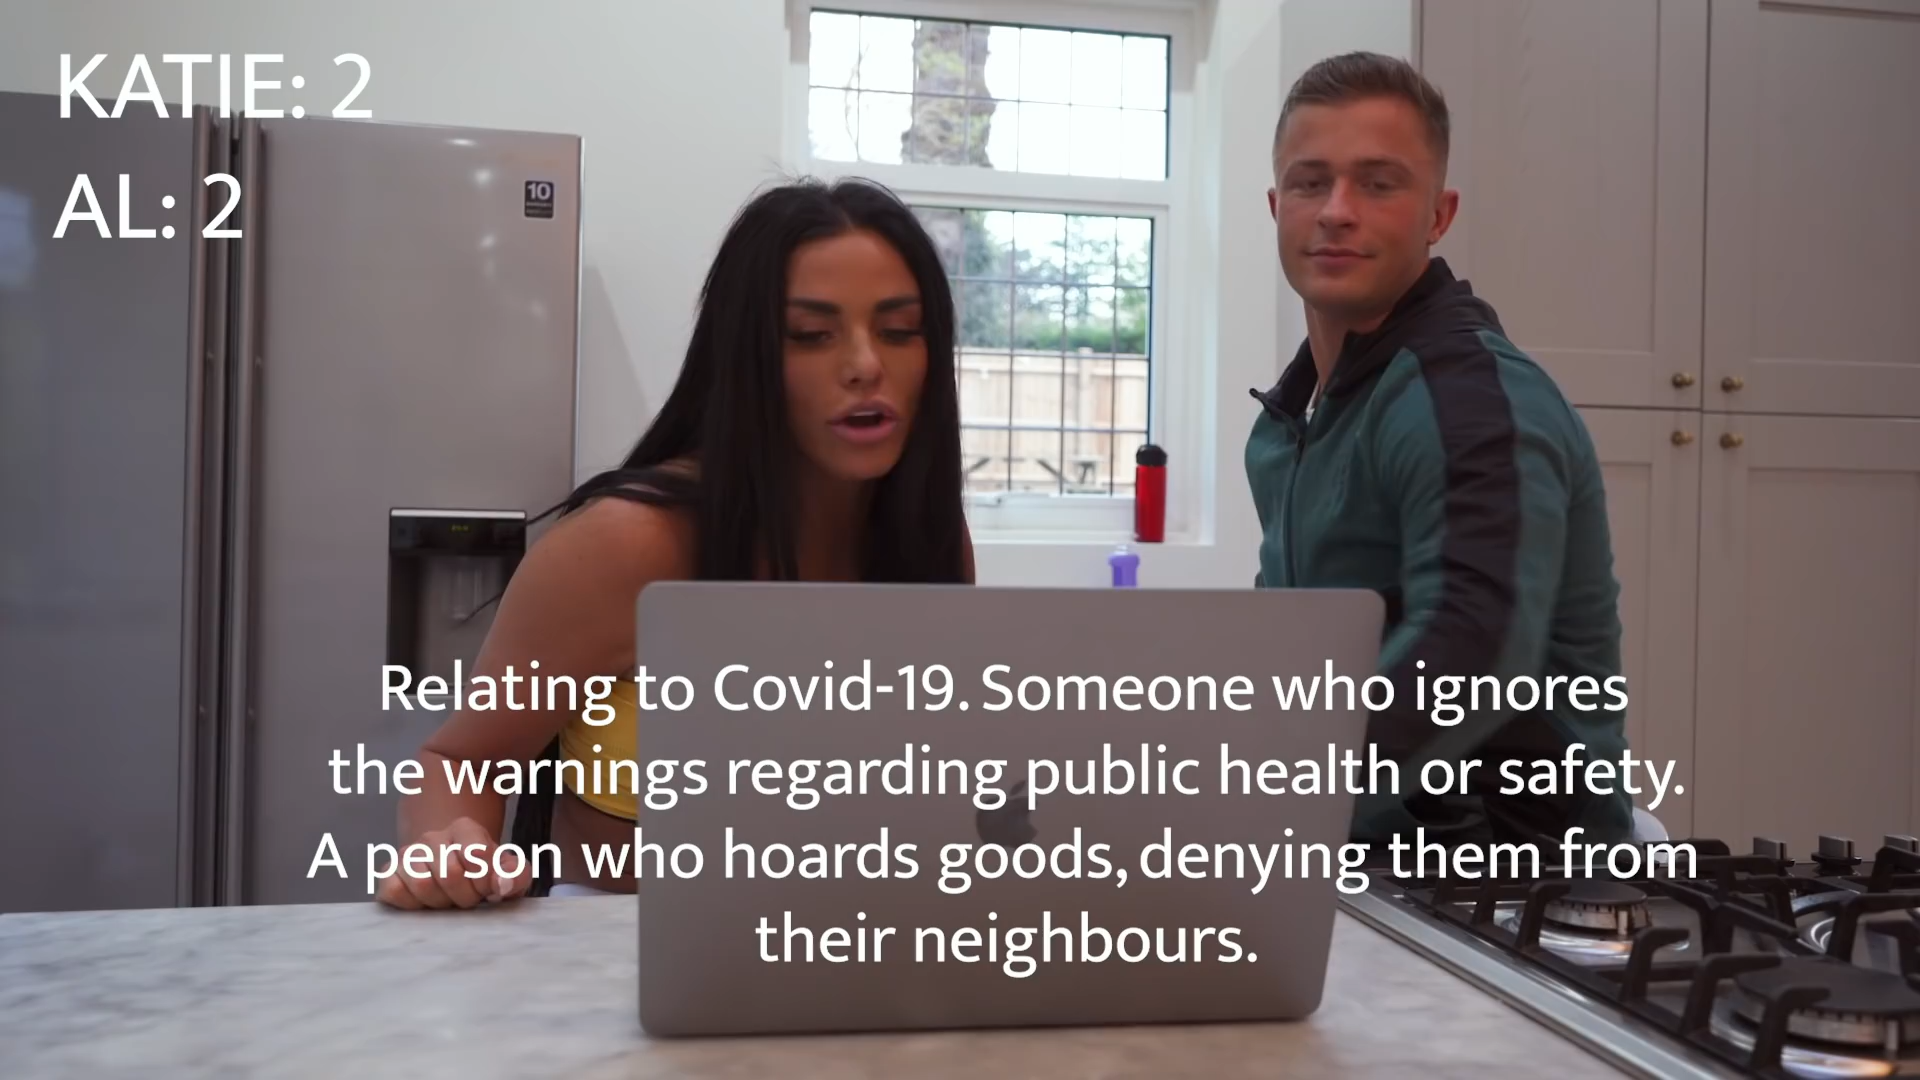 KATIE: 2
AL: 2
10
Relating to Covid-19. Someone who ignores
the warnings regarding public health or safety.
A person who hoards goods, denying them from
their neighbours.